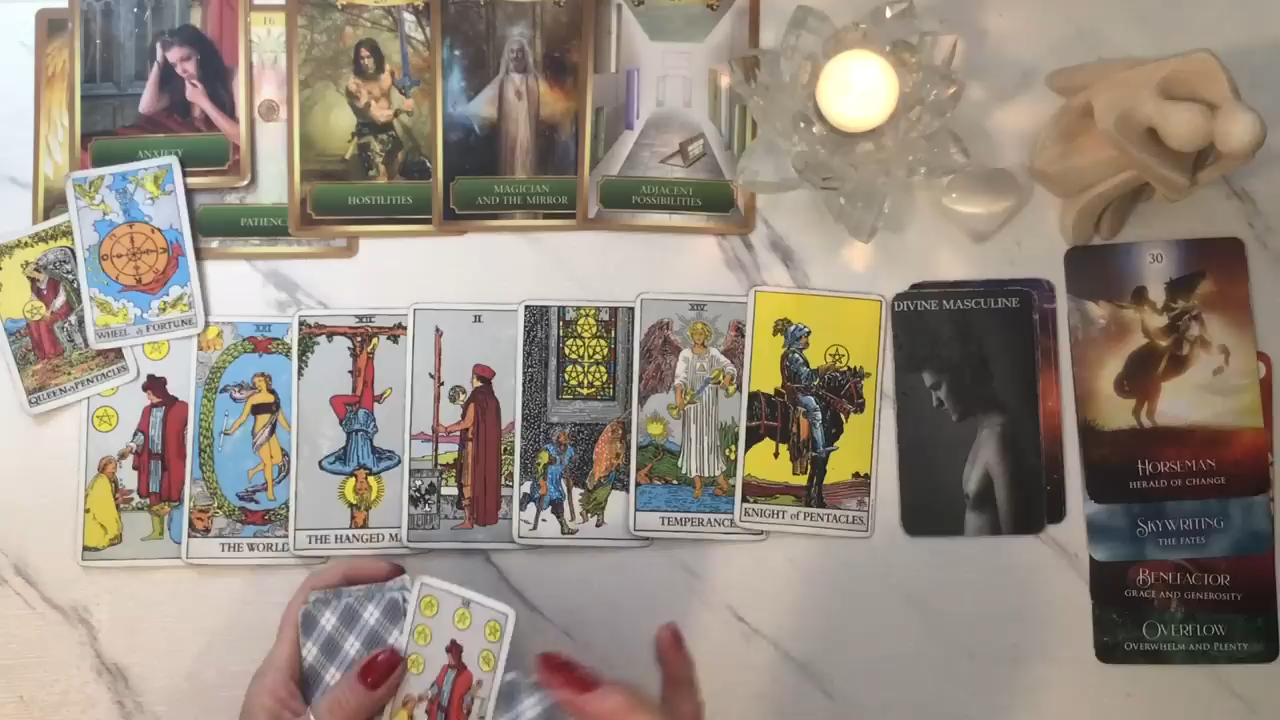 16
ANXIETY
PATIENC
HOSTILITIES
MAGICIAN
AND THE MIRROR
ADJACENT
POSSIBILITIES
WHEEL of FORTUNE
QUEEN of PENTACLES
XXI
THE WORLD
XII
THE HANGED M
II
XIV
TEMPERANCE
KNIGHT of PENTACLES.
DIVINE MASCULINE
30
HORSEMAN
HERALD OF CHANGE
SKYWRITING
THE FATES
BENEFACTOR
GRACE AND GENEROSITY
OVERFLOW
OVERWHELM AND PLENTY